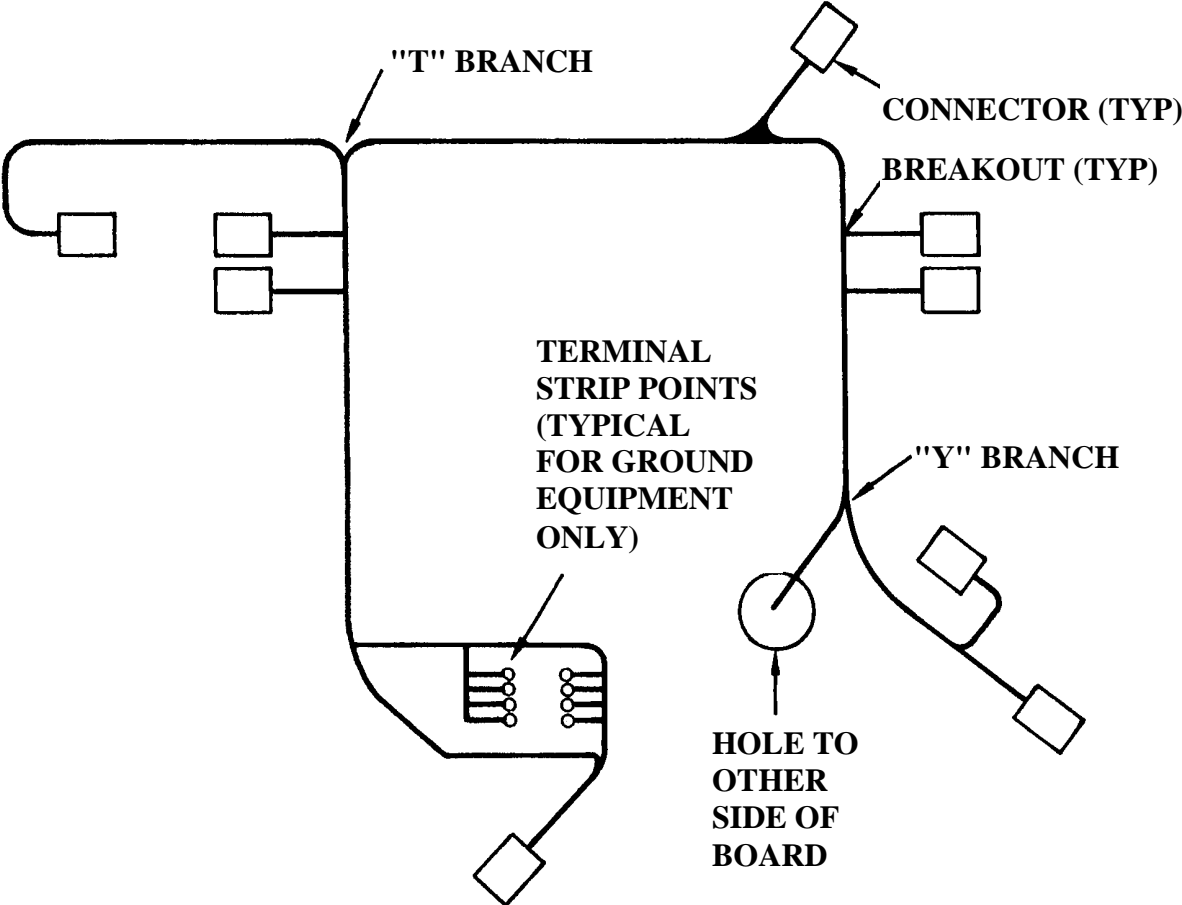 "T" BRANCH
CONNECTOR (TYP)
BREAKOUT (TYP)
TERMINAL
STRIP POINTS
(TYPICAL
FOR GROUND
EQUIPMENT
ONLY)
"Y" BRANCH
HOLE TO
OTHER
SIDE OF
BOARD